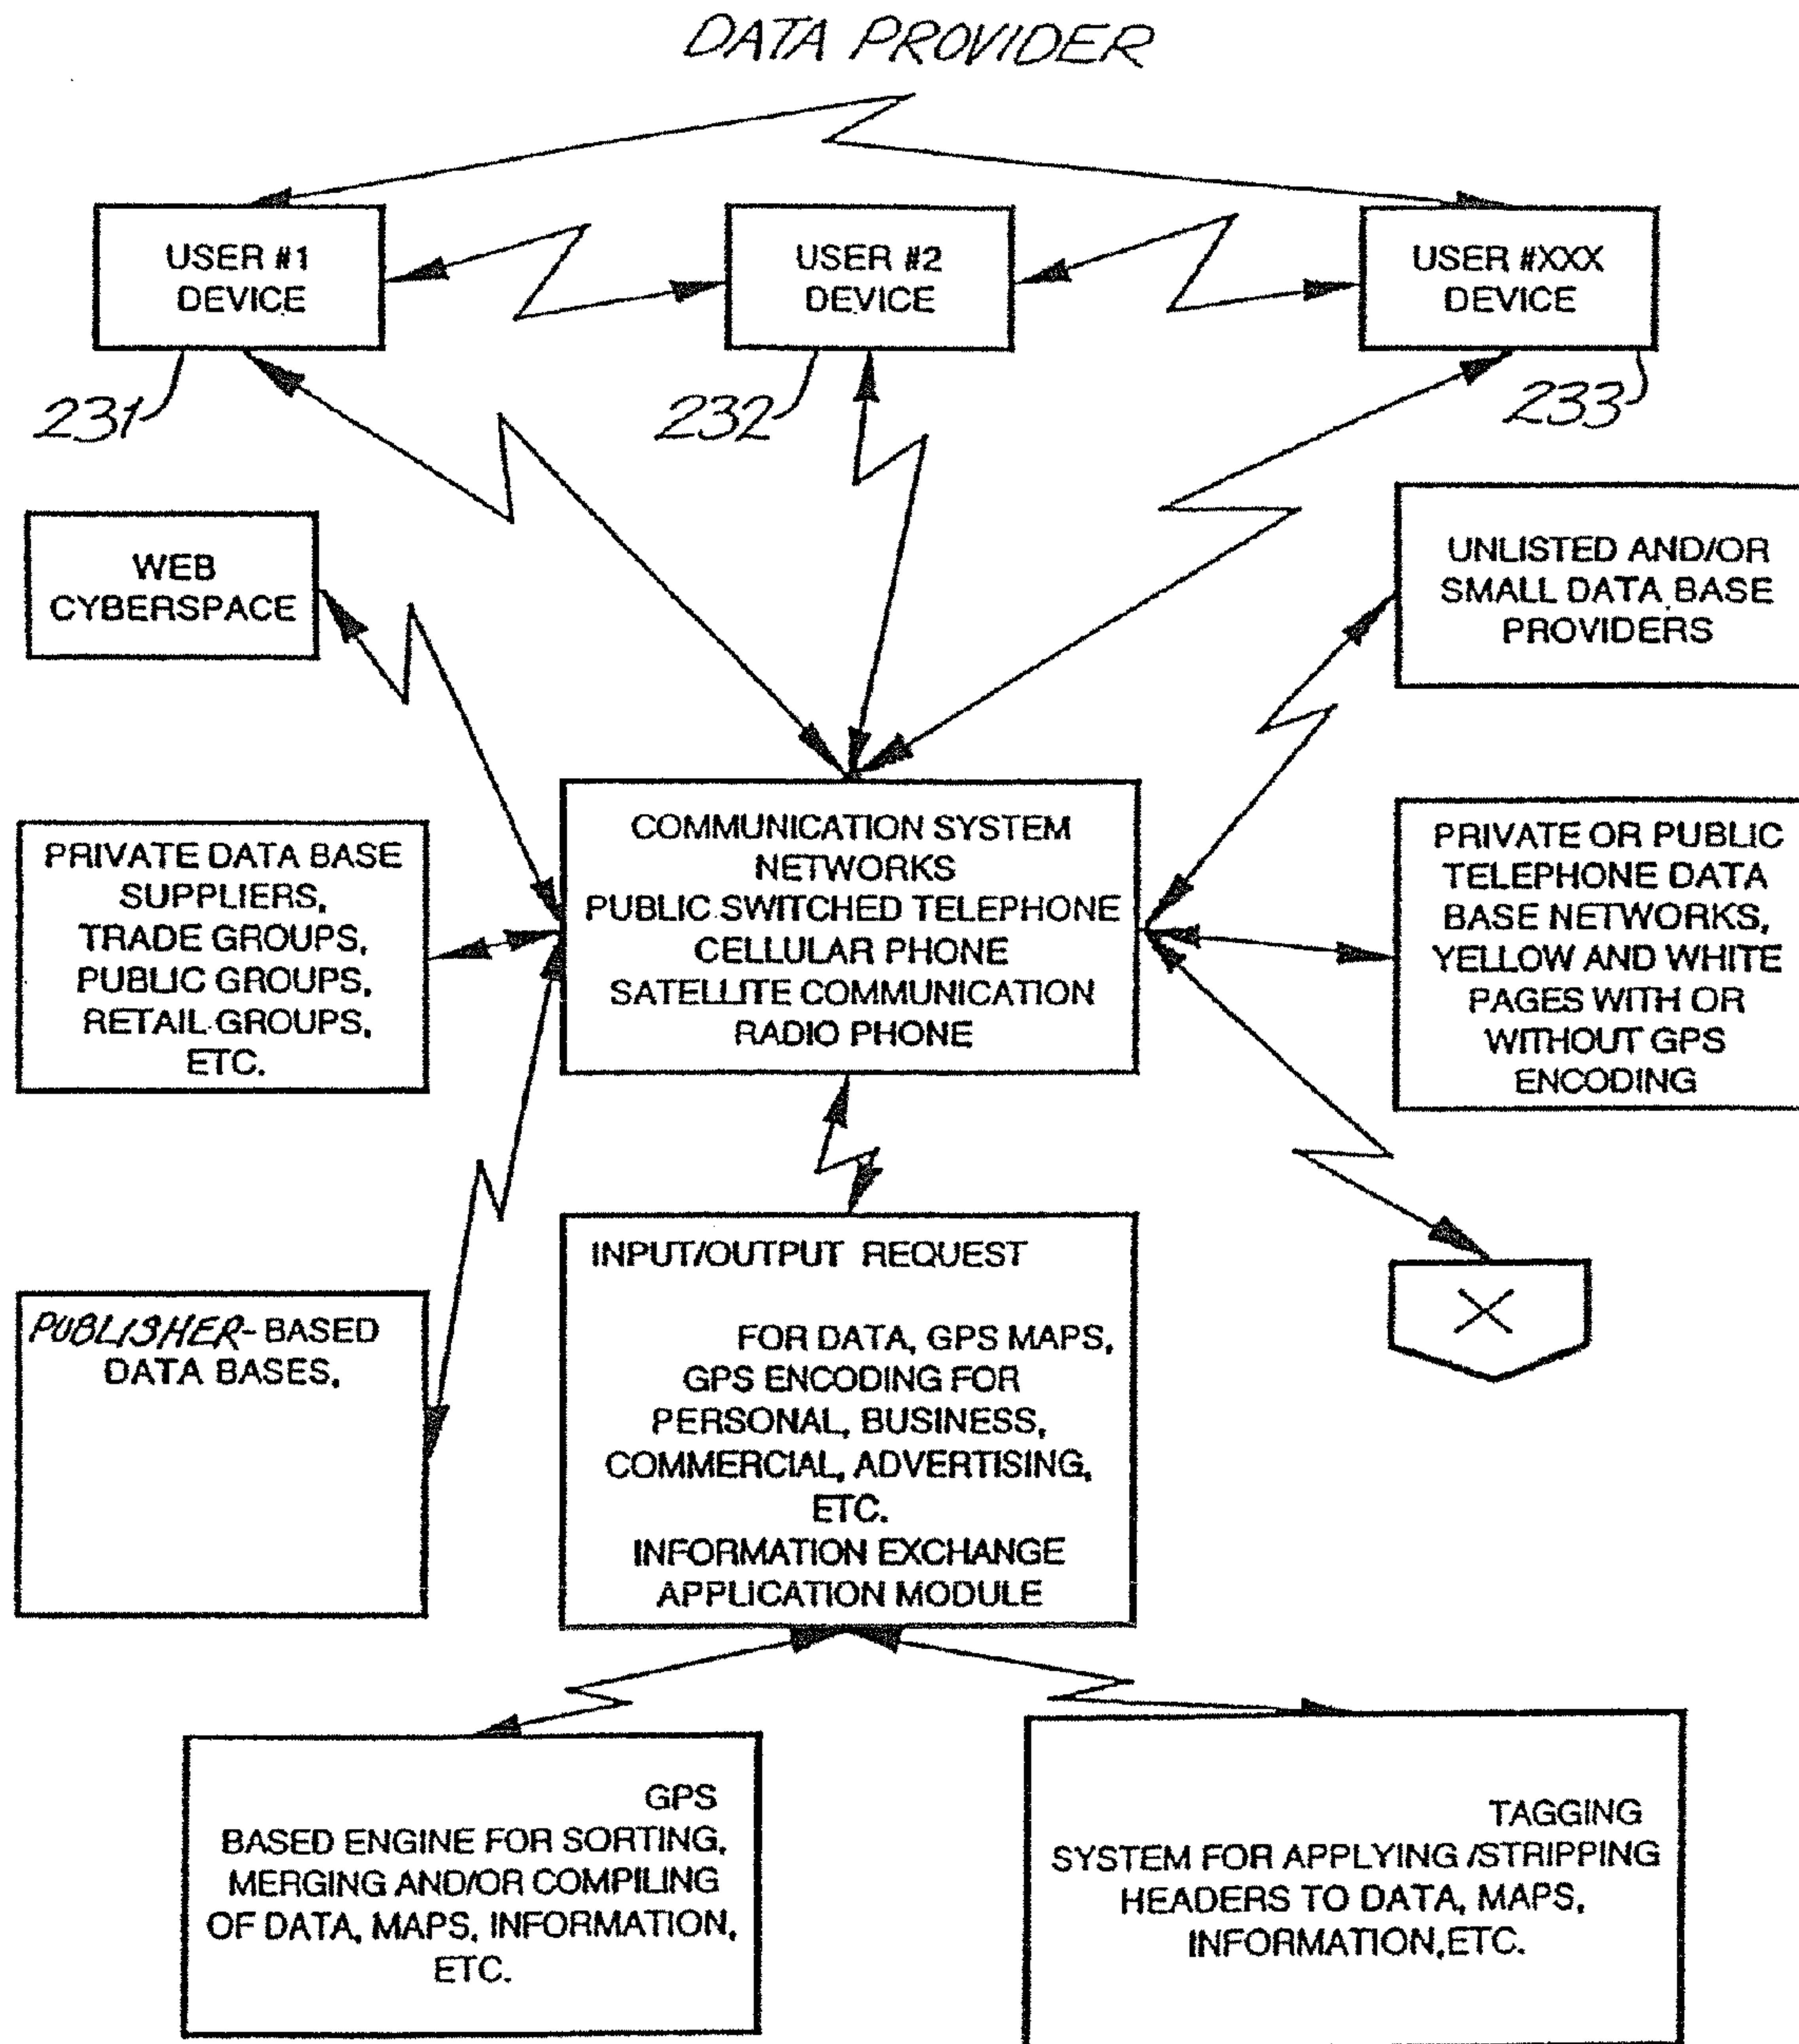 DATA PROVIDER
USER #1
DEVICE
USER #2
DEVICE
USER #XXX
DEVICE
231
232
233
WEB
CYBERSPACE
UNLISTED AND/OR
SMALL DATA BASE
PROVIDERS
PRIVATE DATA BASE
SUPPLIERS,
TRADE GROUPS,
PUBLIC GROUPS,
RETAIL GROUPS,
ETC.
COMMUNICATION SYSTEM
NETWORKS
PUBLIC SWITCHED TELEPHONE
CELLULAR PHONE
SATELLITE COMMUNICATION
RADIO PHONE
PRIVATE OR PUBLIC
TELEPHONE DATA
BASE NETWORKS,
YELLOW AND WHITE
PAGES WITH OR
WITHOUT GPS
ENCODING
PUBLISHER-BASED
DATA BASES,
INPUT/OUTPUT REQUEST
FOR DATA, GPS MAPS,
GPS ENCODING FOR
PERSONAL, BUSINESS,
COMMERCIAL, ADVERTISING,
ETC.
INFORMATION EXCHANGE
APPLICATION MODULE
X
GPS
BASED ENGINE FOR SORTING,
MERGING AND/OR COMPILING
OF DATA, MAPS, INFORMATION,
ETC.
TAGGING
SYSTEM FOR APPLYING /STRIPPING
HEADERS TO DATA, MAPS,
INFORMATION,ETC.